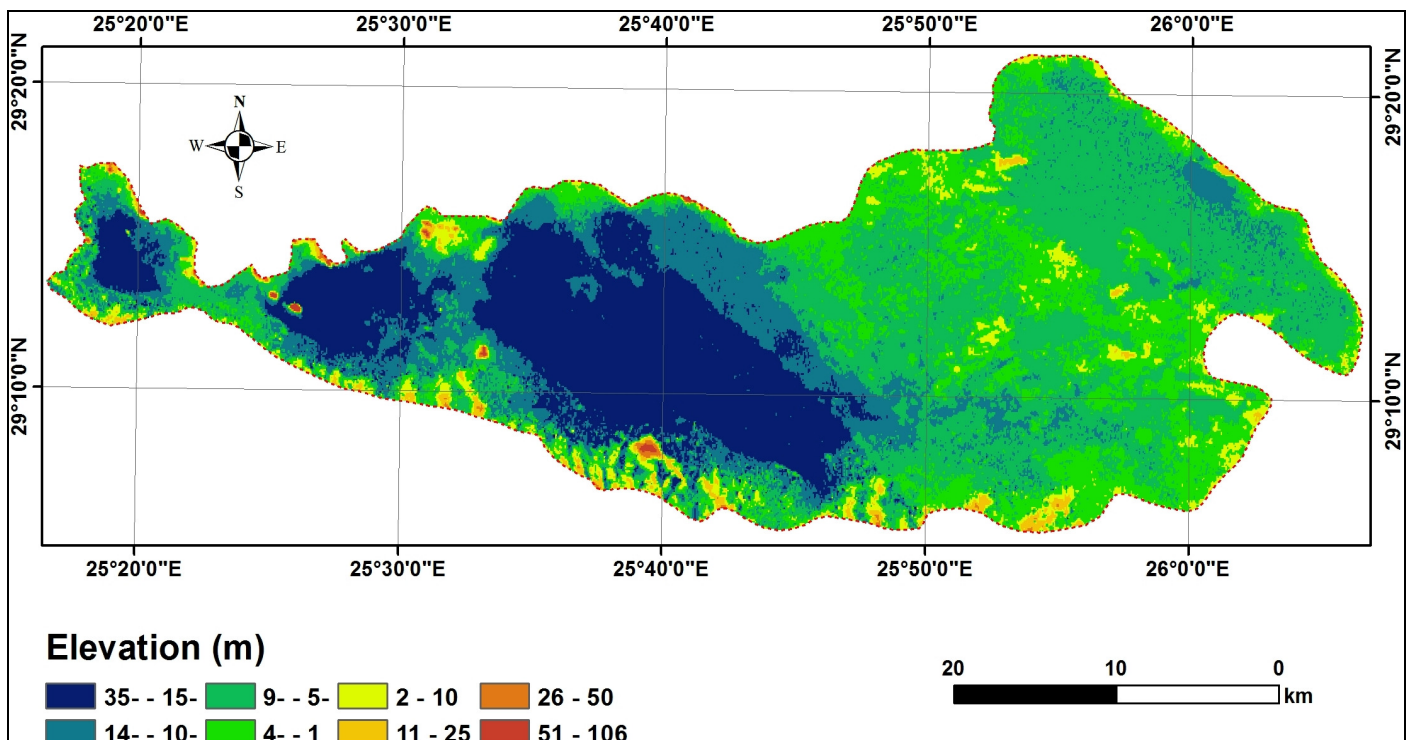 25°20'0"E 25°30'0"E 25°40'0"E 25°50'0"E 26°0'0"E
29°20'0"N
29°20'0"N
N
W E
S
29°10'0"N
29°10'0"N
25°20'0"E 25°30'0"E 25°40'0"E 25°50'0"E 26°0'0"E
Elevation (m)
20 10 0
km
35- - 15- 9- - 5- 2 - 10 26 - 50
14- - 10- 4- - 1 11 - 25 51 - 106